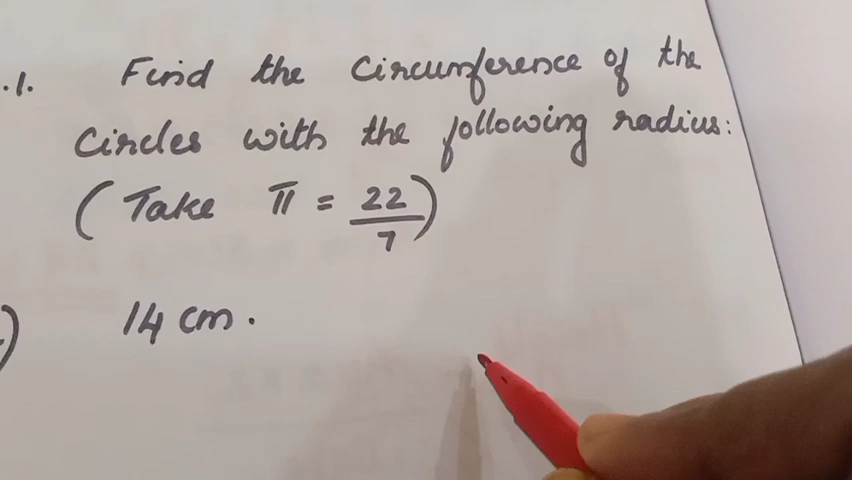 .1. Find the Circumference of the
Circles with the following radius:
(Take π = 22/7)
) 14 cm.